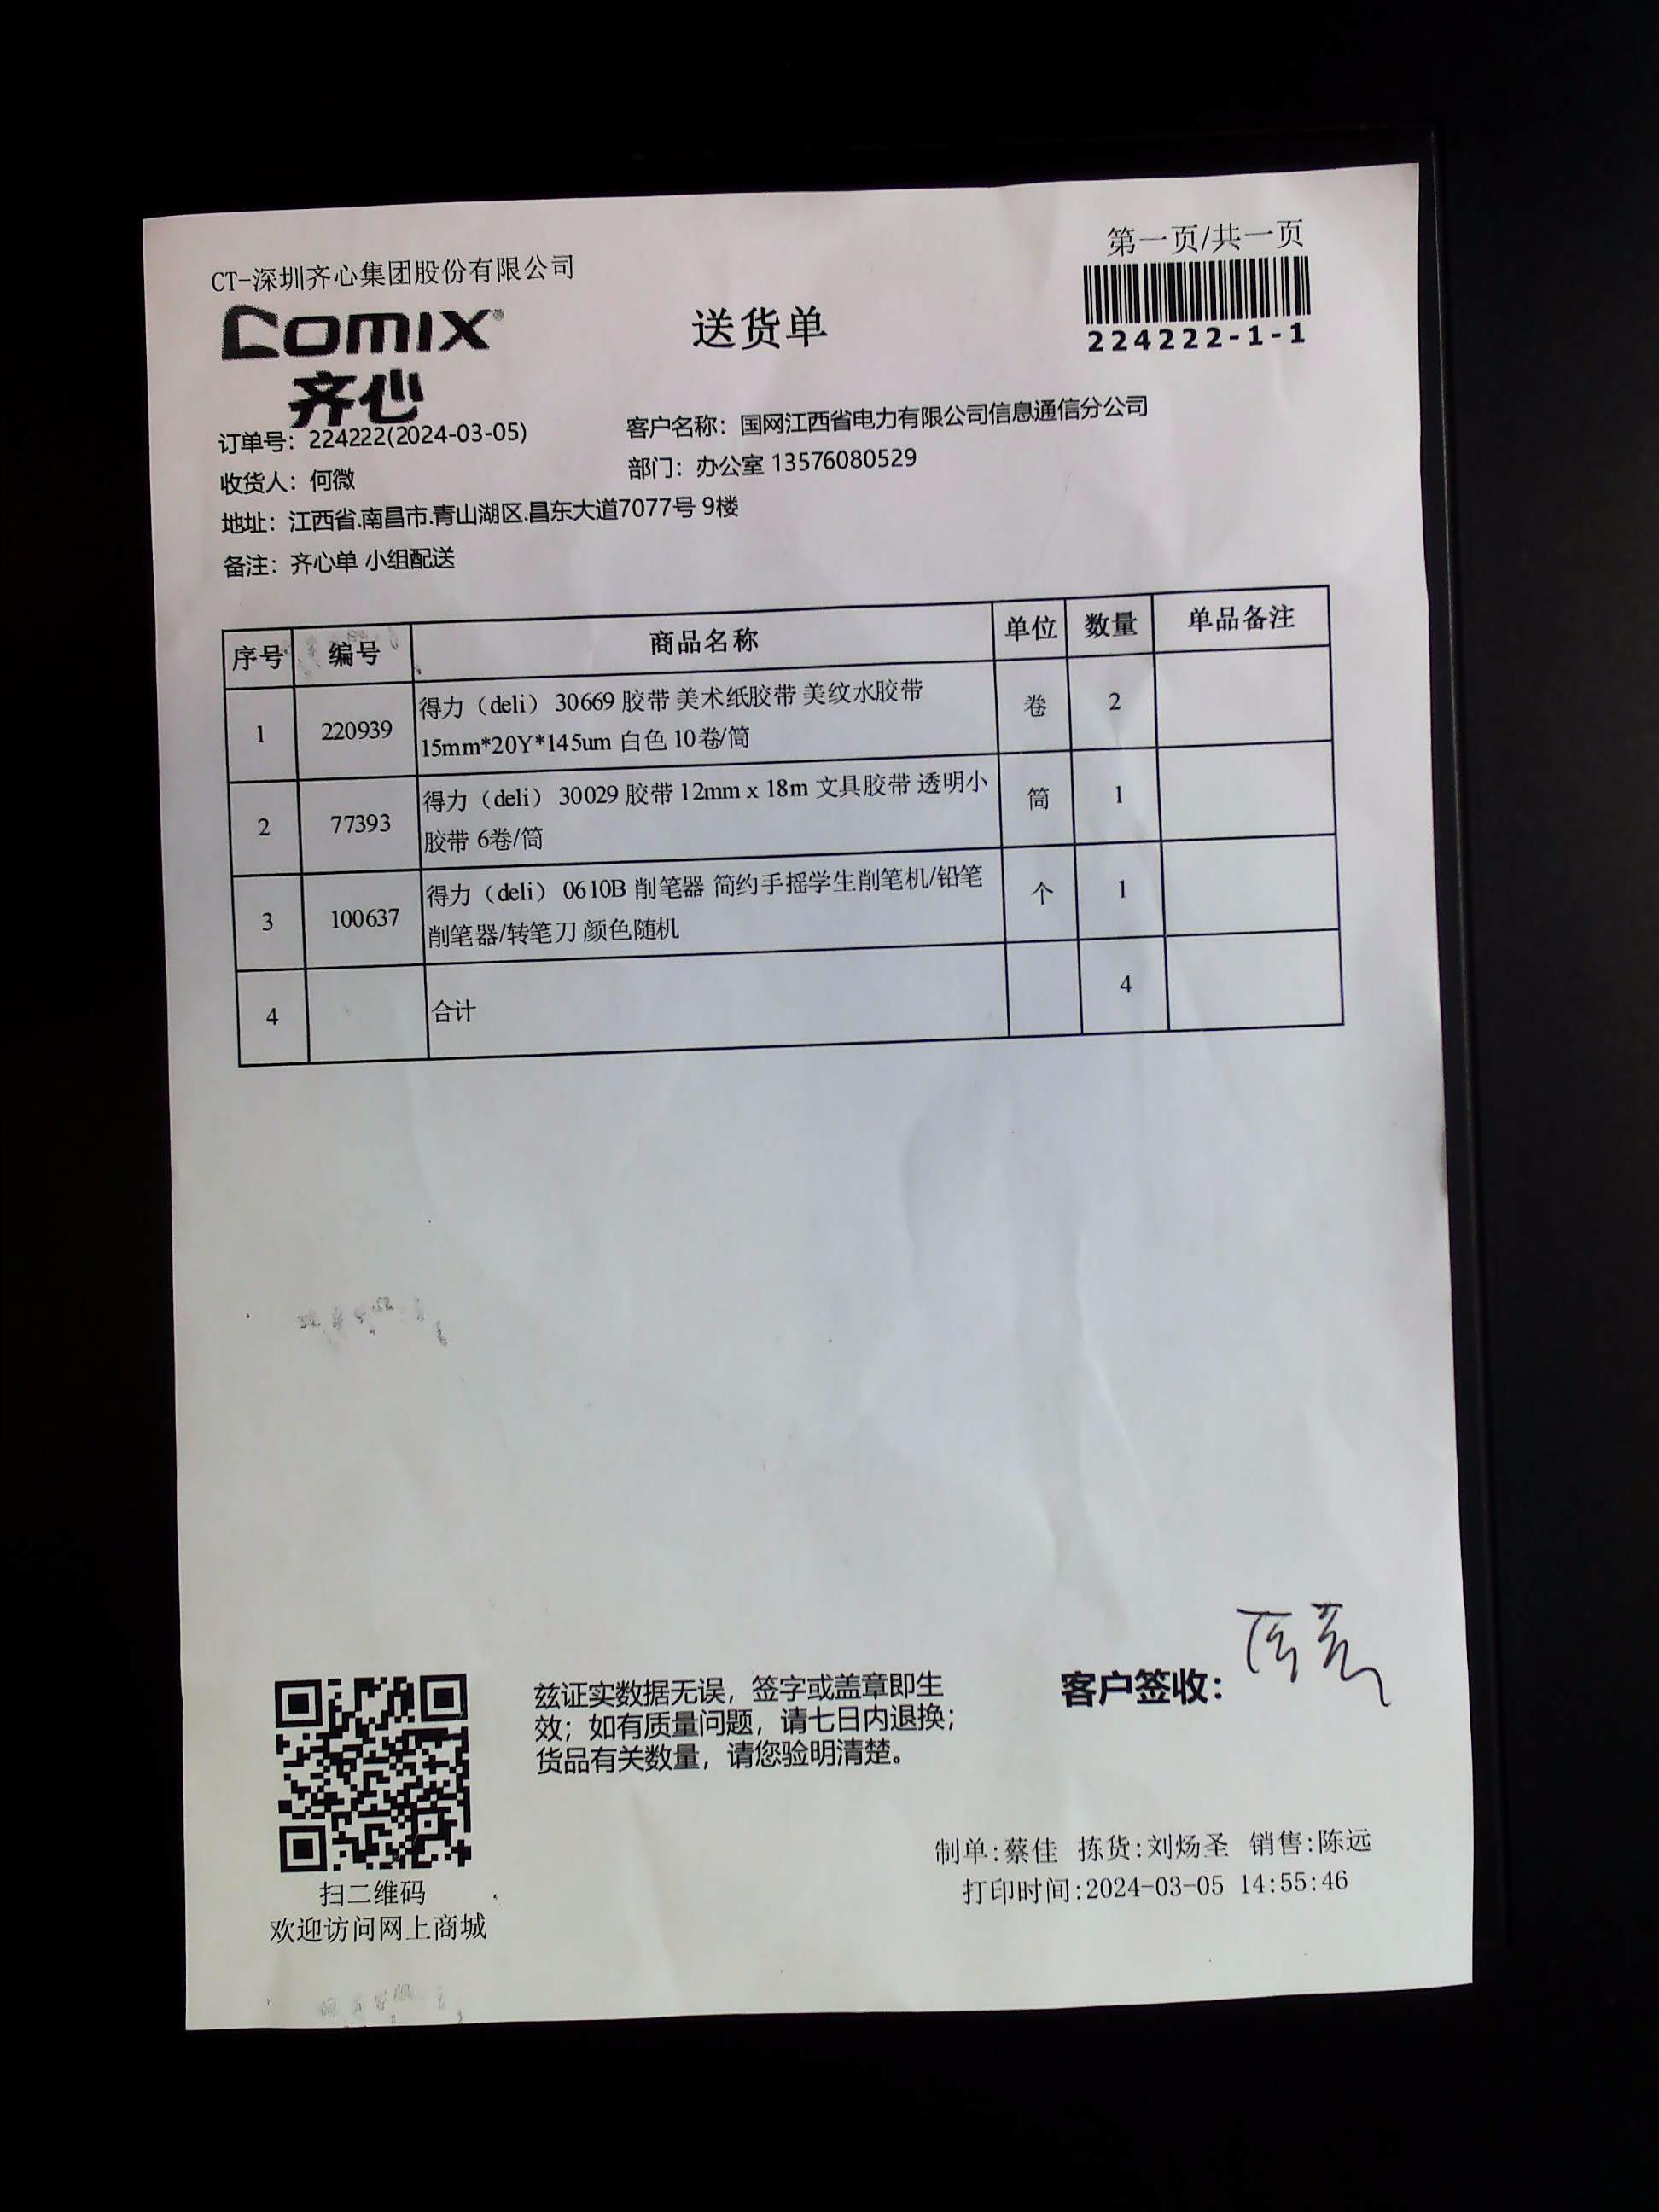 第一页/共一页
CT-深圳齐心集团股份有限公司
COMIX®
齐心
送货单
224222-1-1
订单号：224222(2024-03-05)
客户名称：国网江西省电力有限公司信息通信分公司
收货人：何微
部门：办公室 13576080529
地址：江西省.南昌市.青山湖区.昌东大道7077号 9楼
备注：齐心单 小组配送
序号 编号 商品名称 单位 数量 单品备注
1 220939 得力（deli） 30669 胶带 美术纸胶带 美纹水胶带 卷 2
15mm*20Y*145um 白色 10卷/筒
2 77393 得力（deli） 30029 胶带 12mm x 18m 文具胶带 透明小 筒 1
胶带 6卷/筒
3 100637 得力（deli） 0610B 削笔器 简约手摇学生削笔机/铅笔 个 1
削笔器/转笔刀 颜色随机
4 合计 4
兹证实数据无误，签字或盖章即生
效；如有质量问题，请七日内退换；
货品有关数量，请您验明清楚。
客户签收：
扫二维码
欢迎访问网上商城
制单:蔡佳 拣货:刘炀圣 销售:陈远
打印时间:2024-03-05 14:55:46